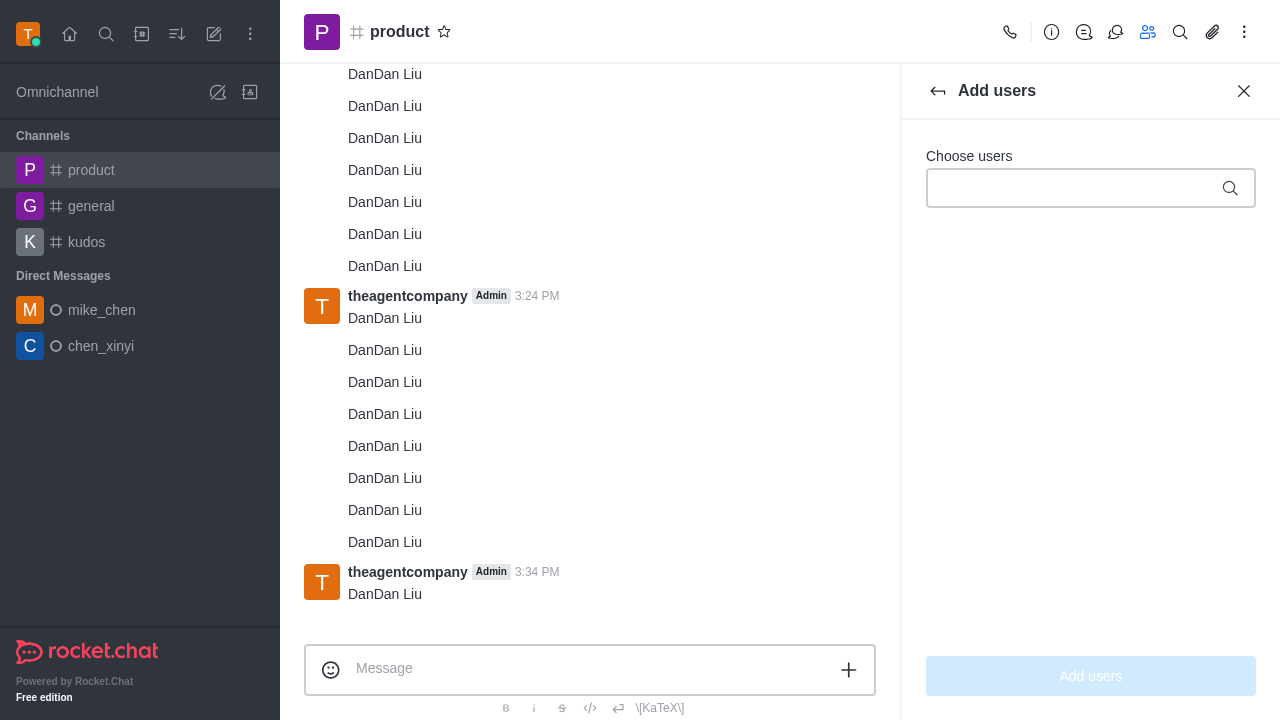 T
Omnichannel
Channels
P product
G general
K kudos
Direct Messages
M mike_chen
C chen_xinyi
rocket.chat
Powered by Rocket.Chat
Free edition
P product
DanDan Liu
DanDan Liu
DanDan Liu
DanDan Liu
DanDan Liu
DanDan Liu
DanDan Liu
T theagentcompany Admin 3:24 PM
DanDan Liu
DanDan Liu
DanDan Liu
DanDan Liu
DanDan Liu
DanDan Liu
DanDan Liu
DanDan Liu
T theagentcompany Admin 3:34 PM
DanDan Liu
Message
B i S \[KaTeX\]
Add users
Choose users
Add users